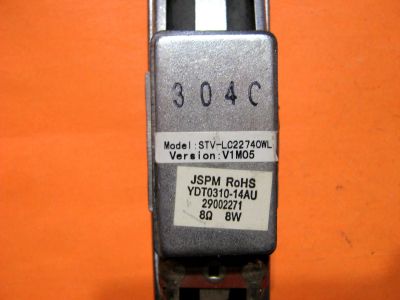 304C
Model:STV-LC22740WL
Version:V1M05
JSPM RoHS
YDT0310-14AU
29002271
8Ω 8W